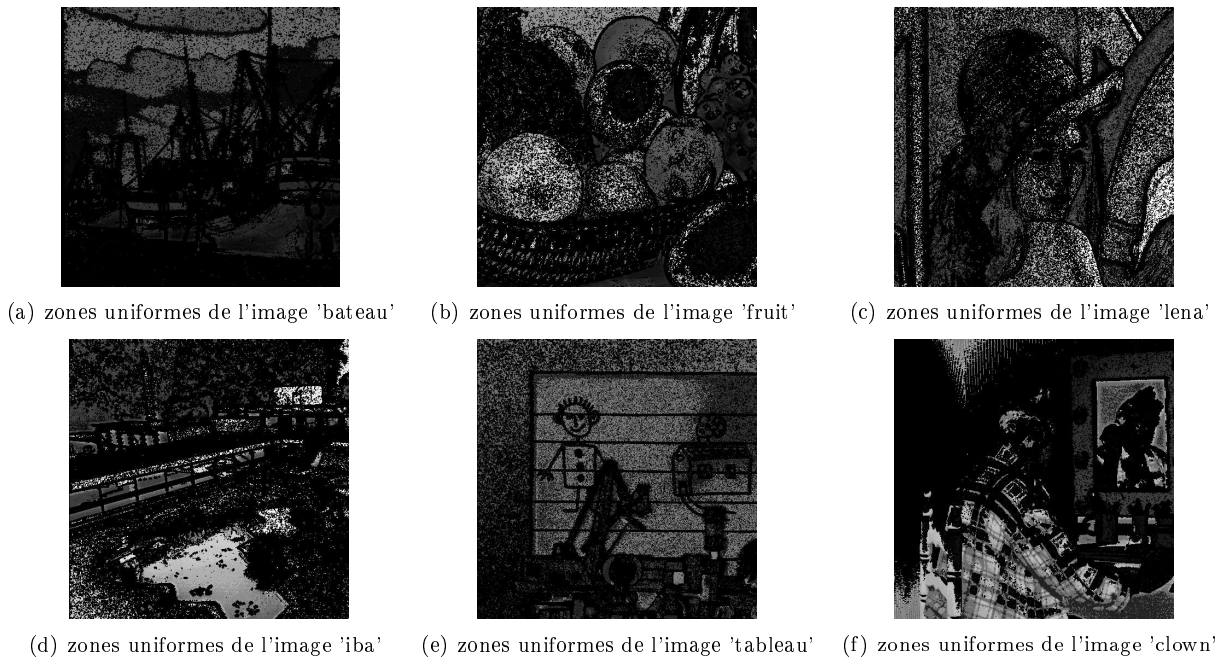 (a) zones uniformes de l'image 'bateau'
(b) zones uniformes de l'image 'fruit'
(c) zones uniformes de l'image 'lena'
(d) zones uniformes de l'image 'iba'
(e) zones uniformes de l'image 'tableau'
(f) zones uniformes de l'image 'clown'